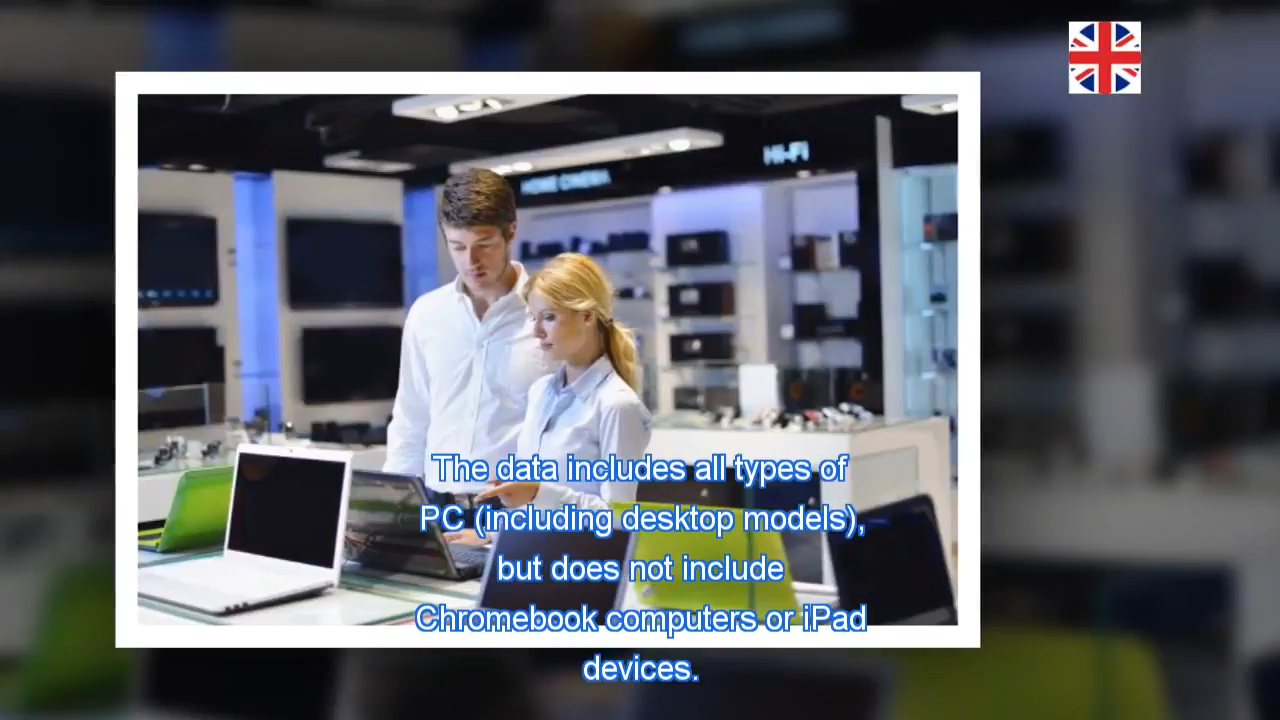 Hi-Fi
HOME CINEMA
The data includes all types of
PC (including desktop models),
but does not include
Chromebook computers or iPad
devices.